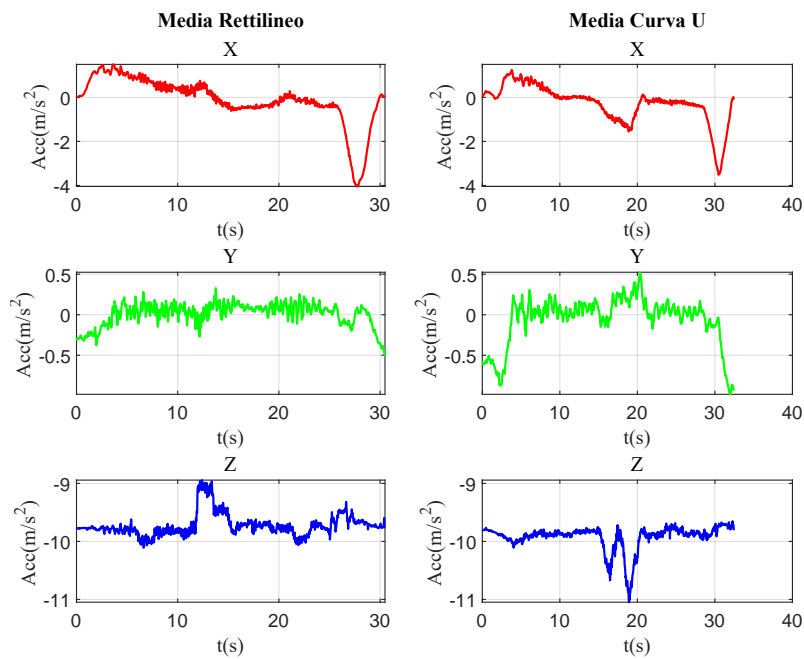 Media Rettilineo
Media Curva U
X
X
Acc(m/s²)
0
-2
-4
0 10 20 30
t(s)
0
-2
-4
0 10 20 30 40
t(s)
Y
Y
Acc(m/s²)
0.5
0
-0.5
0 10 20 30
t(s)
Acc(m/s²)
0.5
0
-0.5
0 10 20 30 40
t(s)
Z
Z
Acc(m/s²)
-9
-10
-11
0 10 20 30
t(s)
Acc(m/s²)
-9
-10
-11
0 10 20 30 40
t(s)
Acc(m/s²)